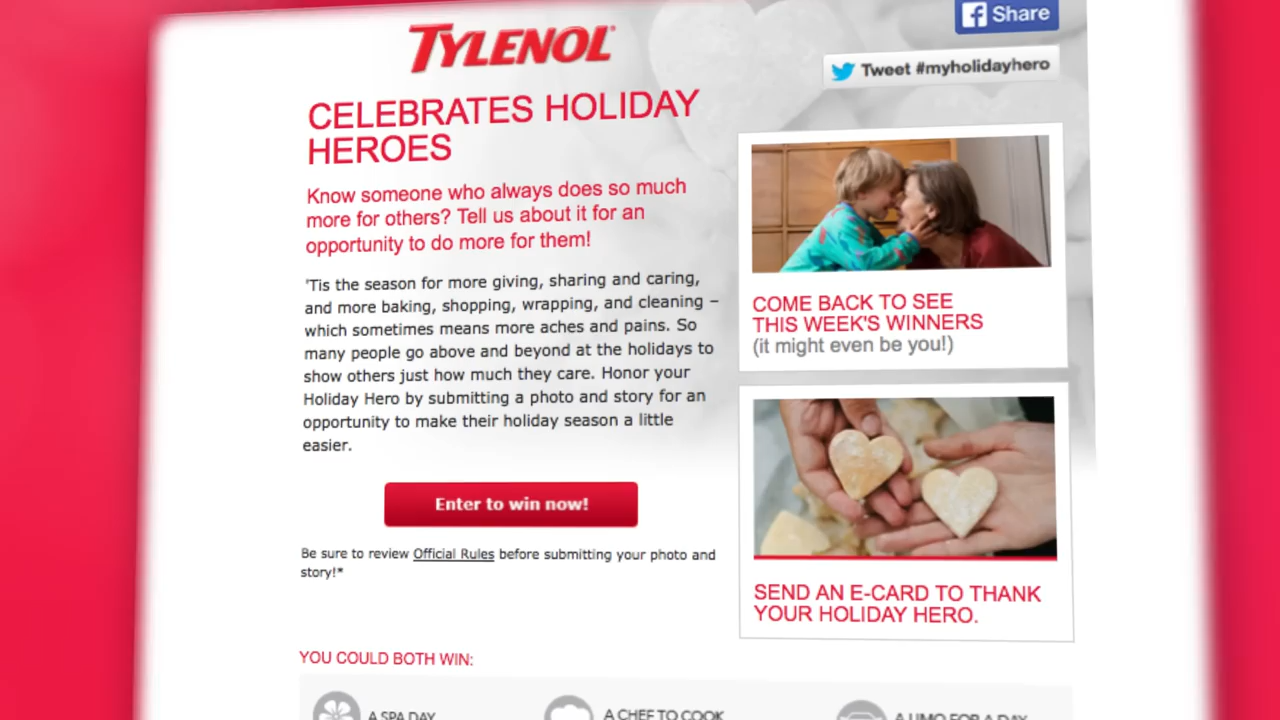 TYLENOL®
CELEBRATES HOLIDAY
HEROES
Know someone who always does so much
more for others? Tell us about it for an
opportunity to do more for them!
'Tis the season for more giving, sharing and caring,
and more baking, shopping, wrapping, and cleaning –
which sometimes means more aches and pains. So
many people go above and beyond at the holidays to
show others just how much they care. Honor your
Holiday Hero by submitting a photo and story for an
opportunity to make their holiday season a little
easier.
Enter to win now!
Be sure to review Official Rules before submitting your photo and
story!*
Share
Tweet #myholidayhero
COME BACK TO SEE
THIS WEEK'S WINNERS
(it might even be you!)
SEND AN E-CARD TO THANK
YOUR HOLIDAY HERO.
YOU COULD BOTH WIN:
A SPA DAY
A CHEF TO COOK
A LIMO FOR A DAY